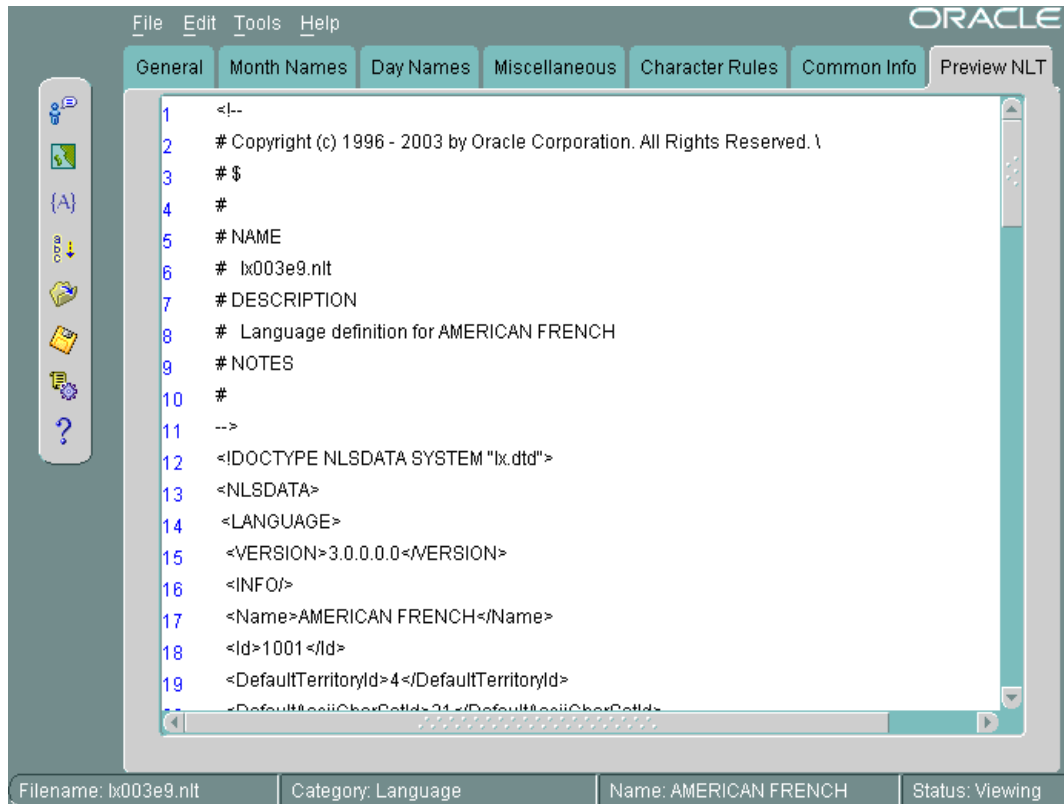 File Edit Tools Help
ORACLE
General Month Names Day Names Miscellaneous Character Rules Common Info Preview NLT
{A}
a
b
c
?
1 <!--
2 # Copyright (c) 1996 - 2003 by Oracle Corporation. All Rights Reserved. \
3 # $
4 #
5 # NAME
6 # lx003e9.nlt
7 # DESCRIPTION
8 # Language definition for AMERICAN FRENCH
9 # NOTES
10 #
11 -->
12 <!DOCTYPE NLSDATA SYSTEM "lx.dtd">
13 <NLSDATA>
14 <LANGUAGE>
15 <VERSION>3.0.0.0.0</VERSION>
16 <INFO/>
17 <Name>AMERICAN FRENCH</Name>
18 <Id>1001</Id>
19 <DefaultTerritoryId>4</DefaultTerritoryId>
<DefaultAsciiCharSetId>31</DefaultAsciiCharSetId>
Filename: lx003e9.nlt Category: Language Name: AMERICAN FRENCH Status: Viewing